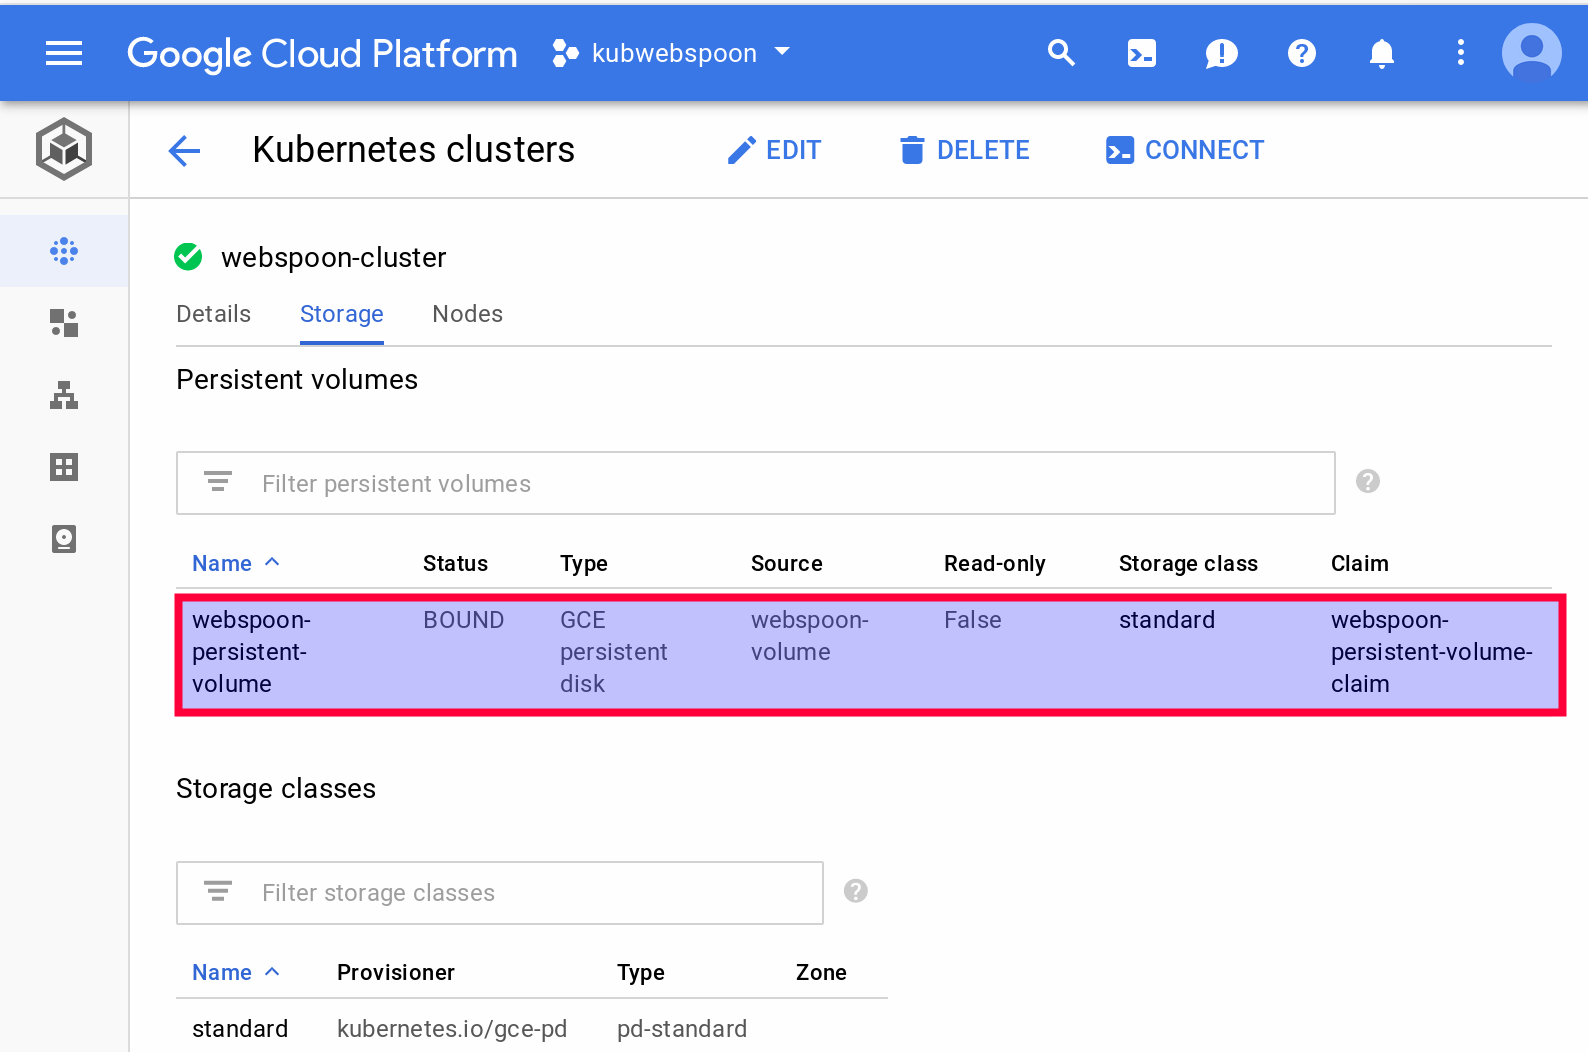 Google Cloud Platform kubwebspoon
Kubernetes clusters EDIT DELETE CONNECT
webspoon-cluster
Details Storage Nodes
Persistent volumes
Filter persistent volumes
Name Status Type Source Read-only Storage class Claim
webspoon- BOUND GCE webspoon- False standard webspoon-
persistent- persistent volume persistent-volume-
volume disk claim
Storage classes
Filter storage classes
Name Provisioner Type Zone
standard kubernetes.io/gce-pd pd-standard